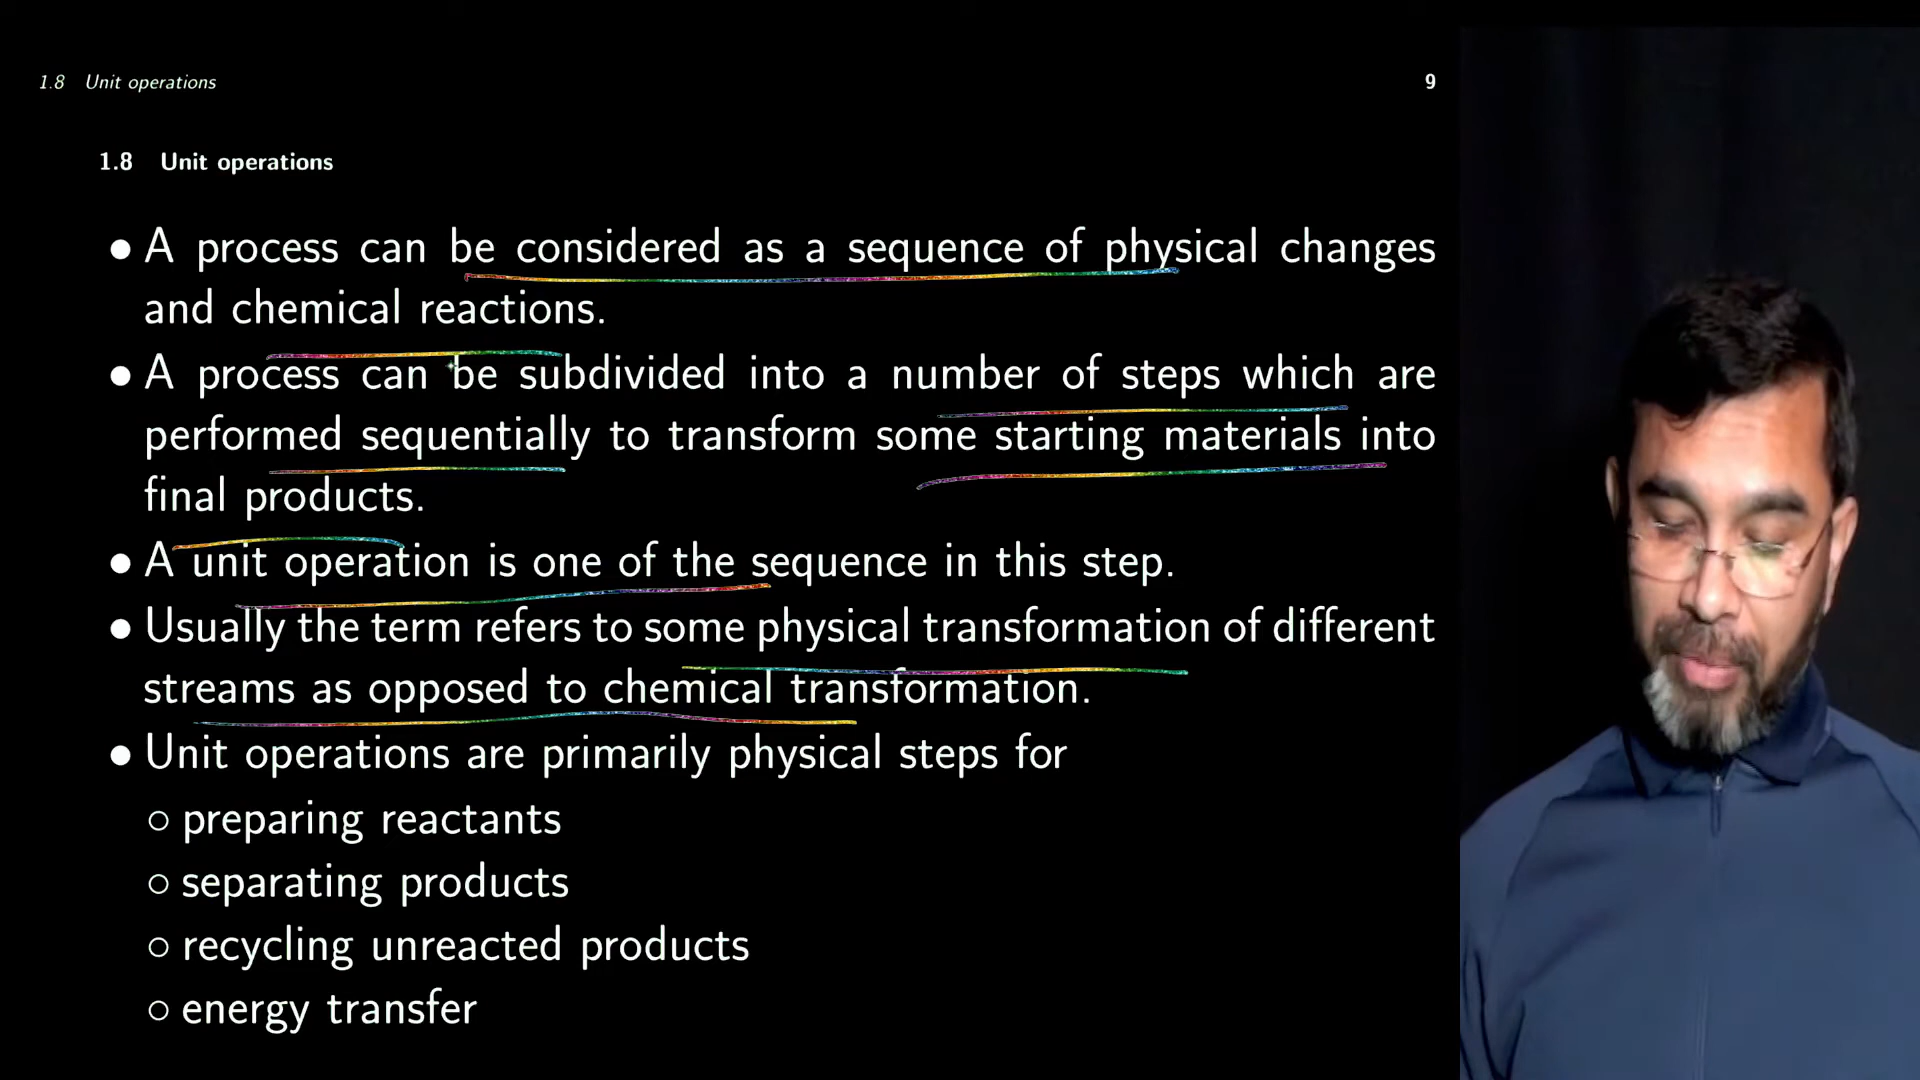 1.8 Unit operations 9
1.8 Unit operations
● A process can be considered as a sequence of physical changes
and chemical reactions.
● A process can be subdivided into a number of steps which are
performed sequentially to transform some starting materials into
final products.
● A unit operation is one of the sequence in this step.
● Usually the term refers to some physical transformation of different
streams as opposed to chemical transformation.
● Unit operations are primarily physical steps for
○ preparing reactants
○ separating products
○ recycling unreacted products
○ energy transfer